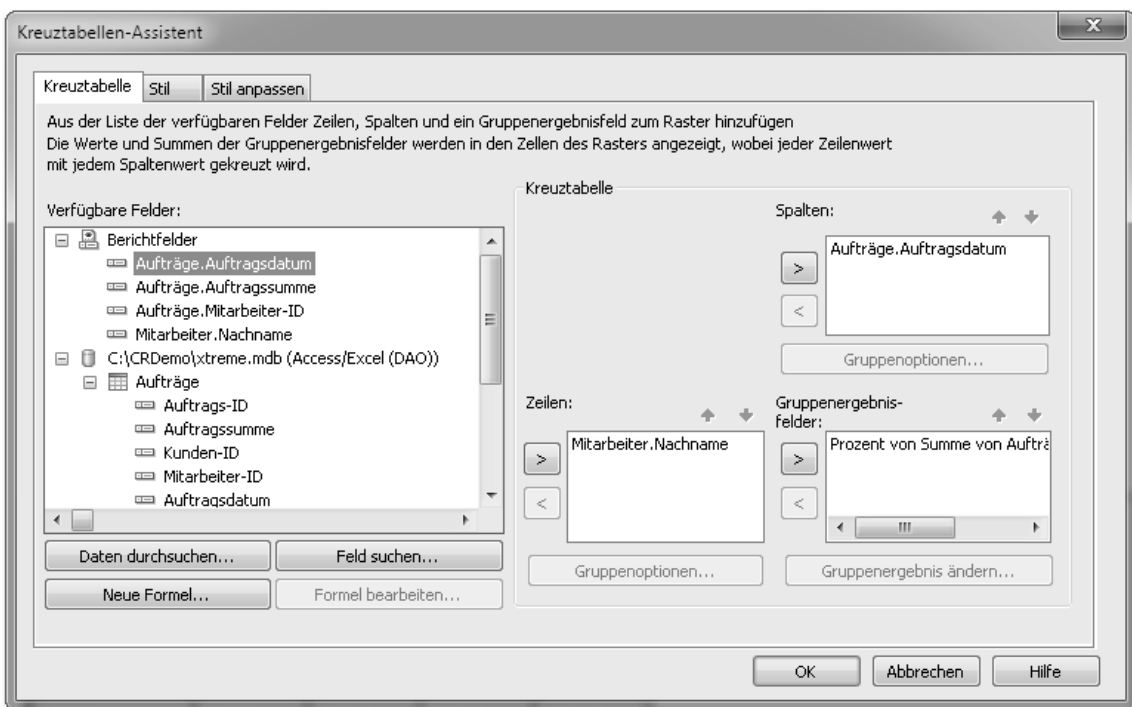 Kreuztabellen-Assistent
X
Kreuztabelle Stil Stil anpassen
Aus der Liste der verfügbaren Felder Zeilen, Spalten und ein Gruppenergebnisfeld zum Raster hinzufügen
Die Werte und Summen der Gruppenergebnisfelder werden in den Zellen des Rasters angezeigt, wobei jeder Zeilenwert
mit jedem Spaltenwert gekreuzt wird.
Verfügbare Felder:
Berichtfelder
Aufträge.Auftragsdatum
Aufträge.Auftragssumme
Aufträge.Mitarbeiter-ID
Mitarbeiter.Nachname
C:\CRDemo\xtreme.mdb (Access/Excel (DAO))
Aufträge
Auftrags-ID
Auftragssumme
Kunden-ID
Mitarbeiter-ID
Auftragsdatum
Daten durchsuchen... Feld suchen...
Neue Formel... Formel bearbeiten...
Kreuztabelle
Spalten:
Aufträge.Auftragsdatum
>
<
Gruppenoptionen...
Zeilen:
Mitarbeiter.Nachname
>
<
Gruppenoptionen...
Gruppenergebnis-
felder:
Prozent von Summe von Aufträ
>
<
Gruppenergebnis ändern...
OK Abbrechen Hilfe